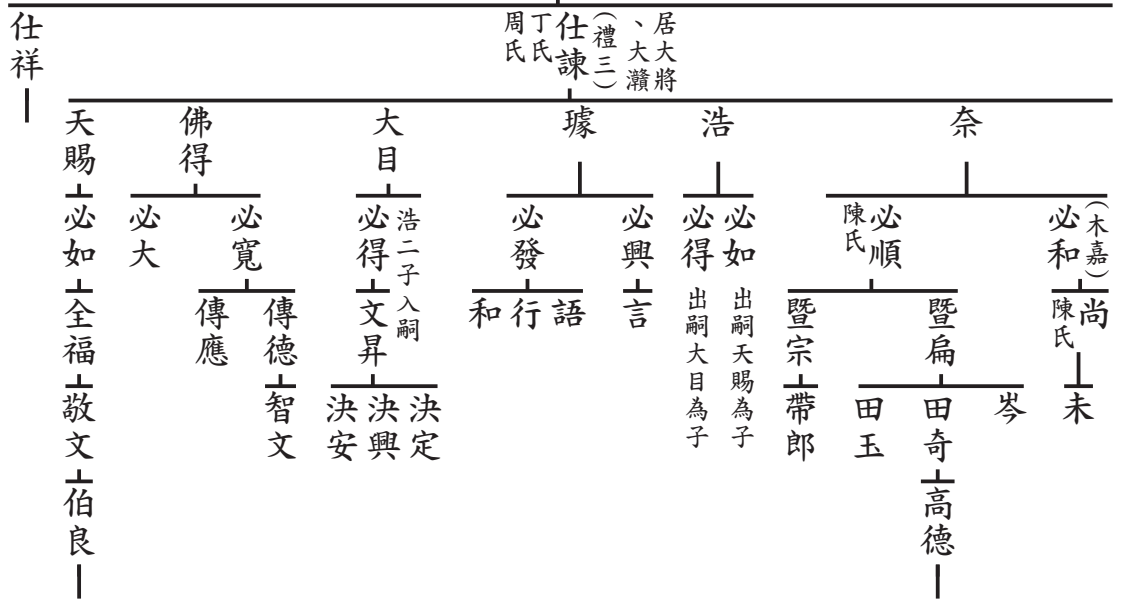 居大將
、大灘
(禮三)
仕諫
丁氏
周氏
仕祥
奈
浩
璩
大目
佛得
天賜
(木嘉)
必和
必順
陳氏
必如 出嗣天賜為子
必得 出嗣大目為子
必興
必發
浩二子入嗣
必得
必寬
必大
必如
尚
陳氏
暨扁
暨宗
言
語
行
和
文昇
傳德
傳應
全福
未
岑
田奇
田玉
帶郎
決定
決興
決安
智文
敬文
高德
伯良